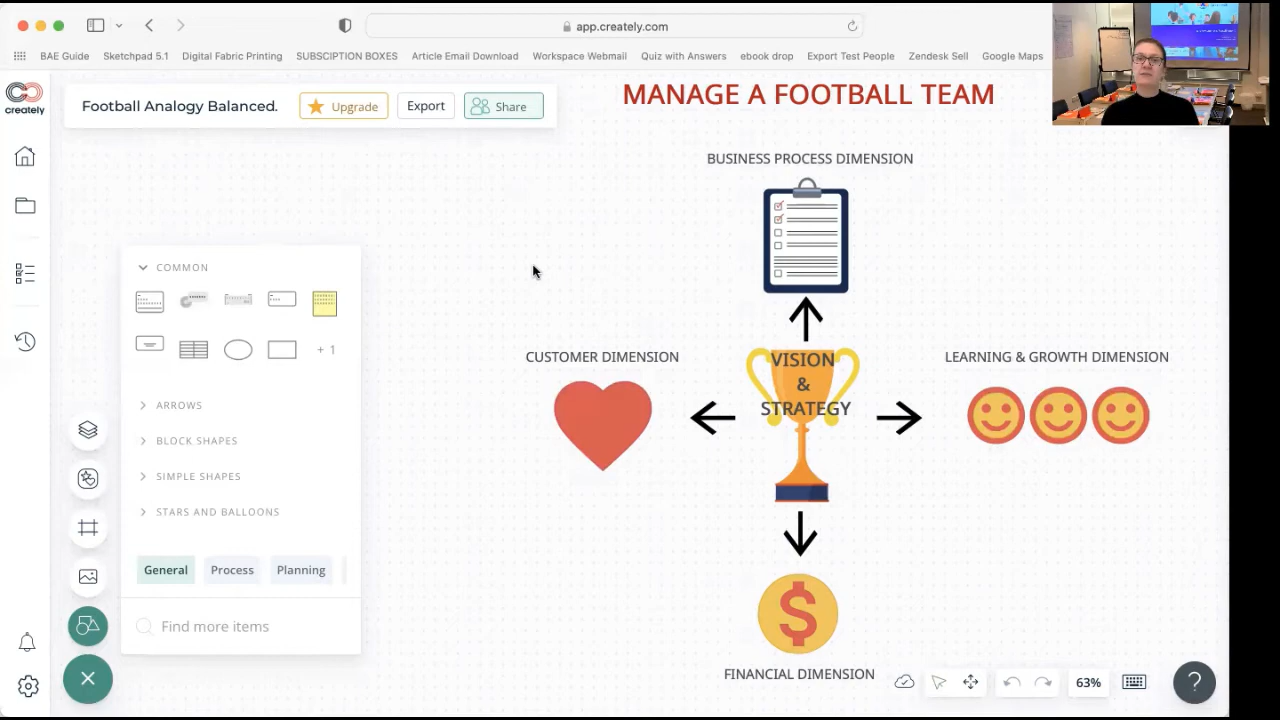 app.creately.com
BAE Guide
Sketchpad 5.1
Digital Fabric Printing
SUBSCIPTION BOXES
Article Email Download
Workspace Webmail
Quiz with Answers
ebook drop
Export Test People
Zendesk Sell
Google Maps
creately
Football Analogy Balanced.
Upgrade
Export
Share
MANAGE A FOOTBALL TEAM
BUSINESS PROCESS DIMENSION
COMMON
+ 1
ARROWS
BLOCK SHAPES
SIMPLE SHAPES
STARS AND BALLOONS
General
Process
Planning
Find more items
CUSTOMER DIMENSION
VISION
&
STRATEGY
LEARNING & GROWTH DIMENSION
$
FINANCIAL DIMENSION
63%
?